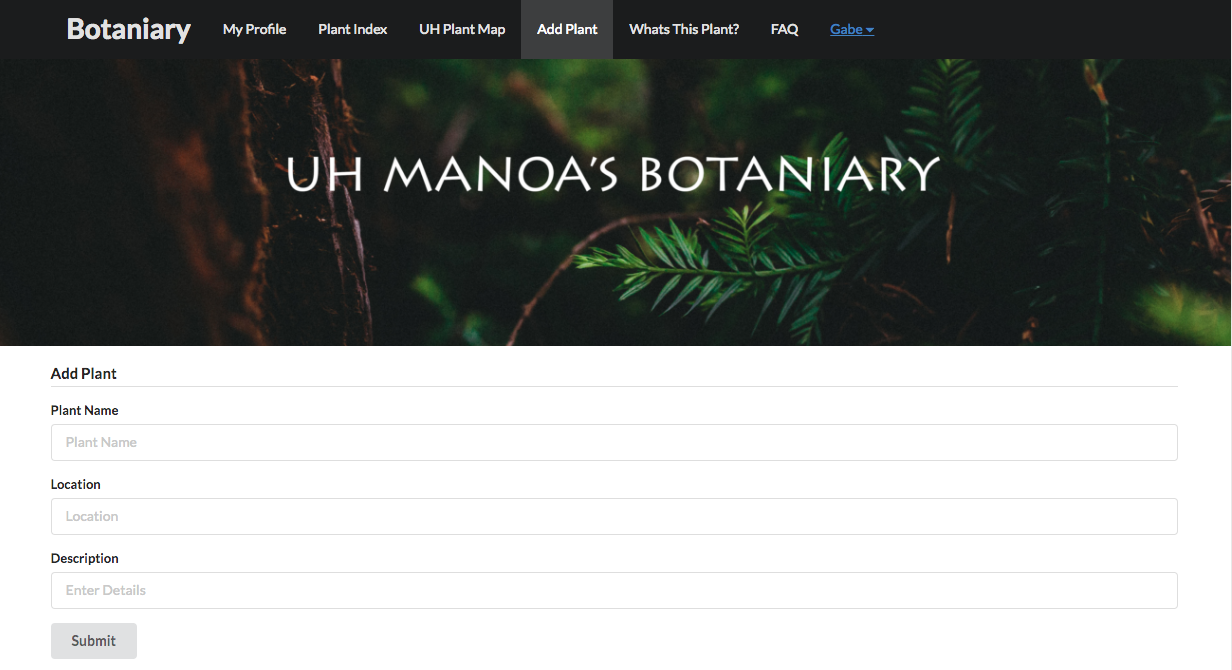 Botaniary My Profile Plant Index UH Plant Map Add Plant Whats This Plant? FAQ Gabe
UH MANOA'S BOTANIARY
Add Plant
Plant Name
Plant Name
Location
Location
Description
Enter Details
Submit